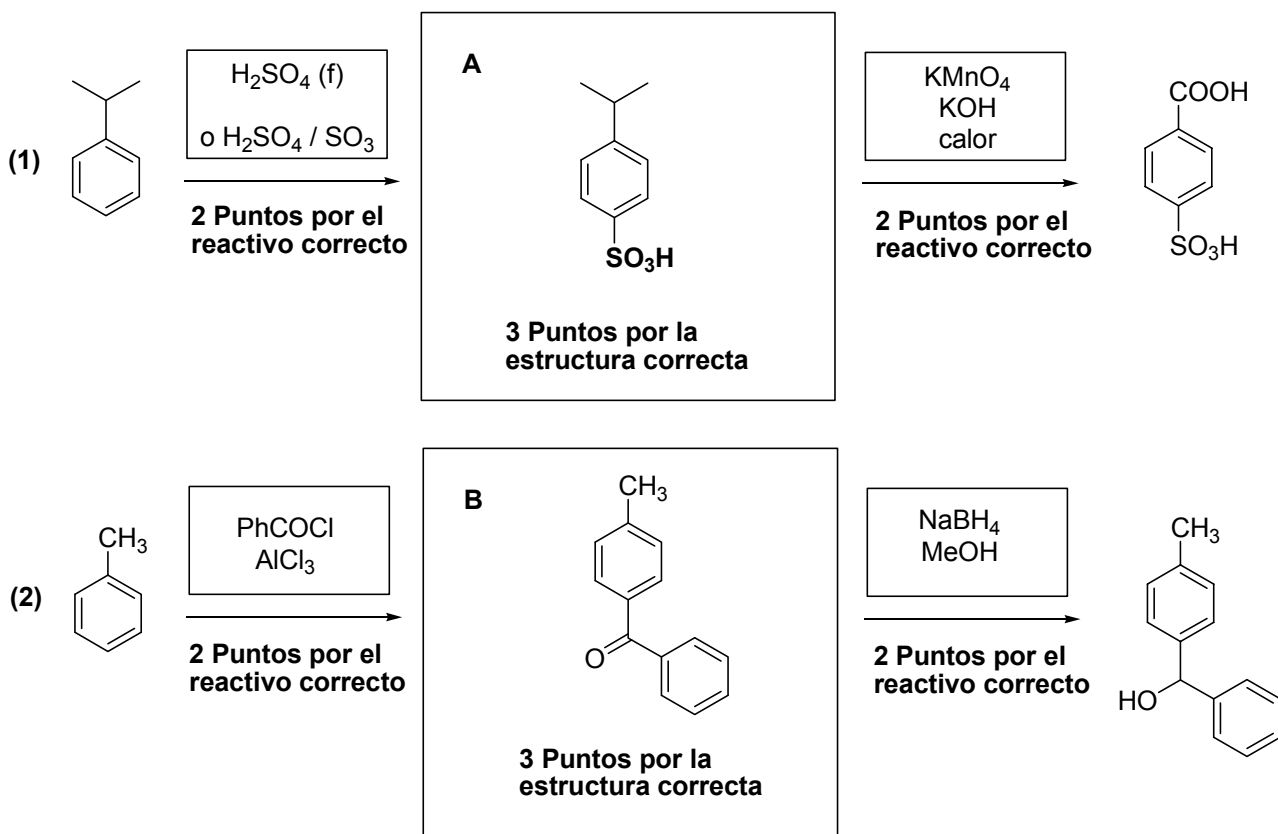 (1)
H2SO4 (f)
o H2SO4 / SO3
2 Puntos por el
reactivo correcto
A
SO3H
3 Puntos por la
estructura correcta
KMnO4
KOH
calor
2 Puntos por el
reactivo correcto
COOH
SO3H
(2)
CH3
PhCOCl
AlCl3
2 Puntos por el
reactivo correcto
B
CH3
O
3 Puntos por la
estructura correcta
NaBH4
MeOH
2 Puntos por el
reactivo correcto
CH3
HO